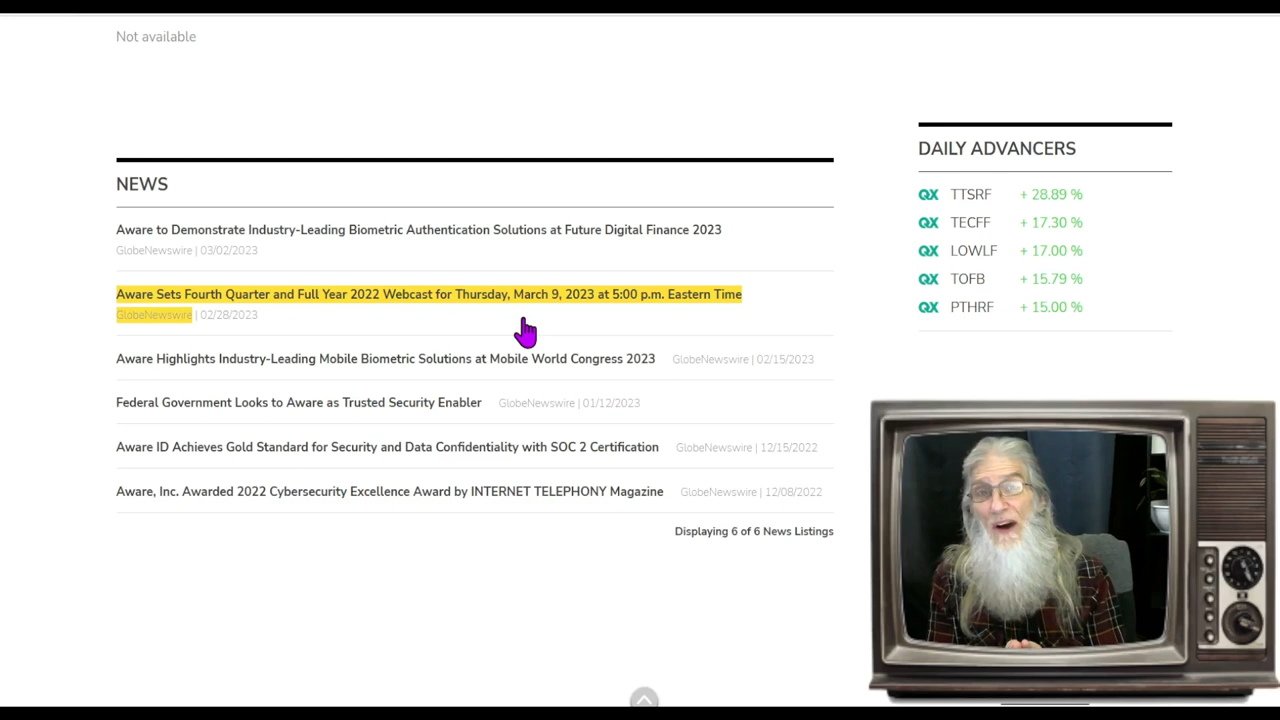 Not available
NEWS
Aware to Demonstrate Industry-Leading Biometric Authentication Solutions at Future Digital Finance 2023
GlobeNewswire | 03/02/2023
Aware Sets Fourth Quarter and Full Year 2022 Webcast for Thursday, March 9, 2023 at 5:00 p.m. Eastern Time
GlobeNewswire | 02/28/2023
Aware Highlights Industry-Leading Mobile Biometric Solutions at Mobile World Congress 2023 GlobeNewswire | 02/15/2023
Federal Government Looks to Aware as Trusted Security Enabler GlobeNewswire | 01/12/2023
Aware ID Achieves Gold Standard for Security and Data Confidentiality with SOC 2 Certification GlobeNewswire | 12/15/2022
Aware, Inc. Awarded 2022 Cybersecurity Excellence Award by INTERNET TELEPHONY Magazine GlobeNewswire | 12/08/2022
Displaying 6 of 6 News Listings
DAILY ADVANCERS
QX TTSRF + 28.89 %
QX TECFF + 17.30 %
QX LOWLF + 17.00 %
QX TOFB + 15.79 %
QX PTHRF + 15.00 %